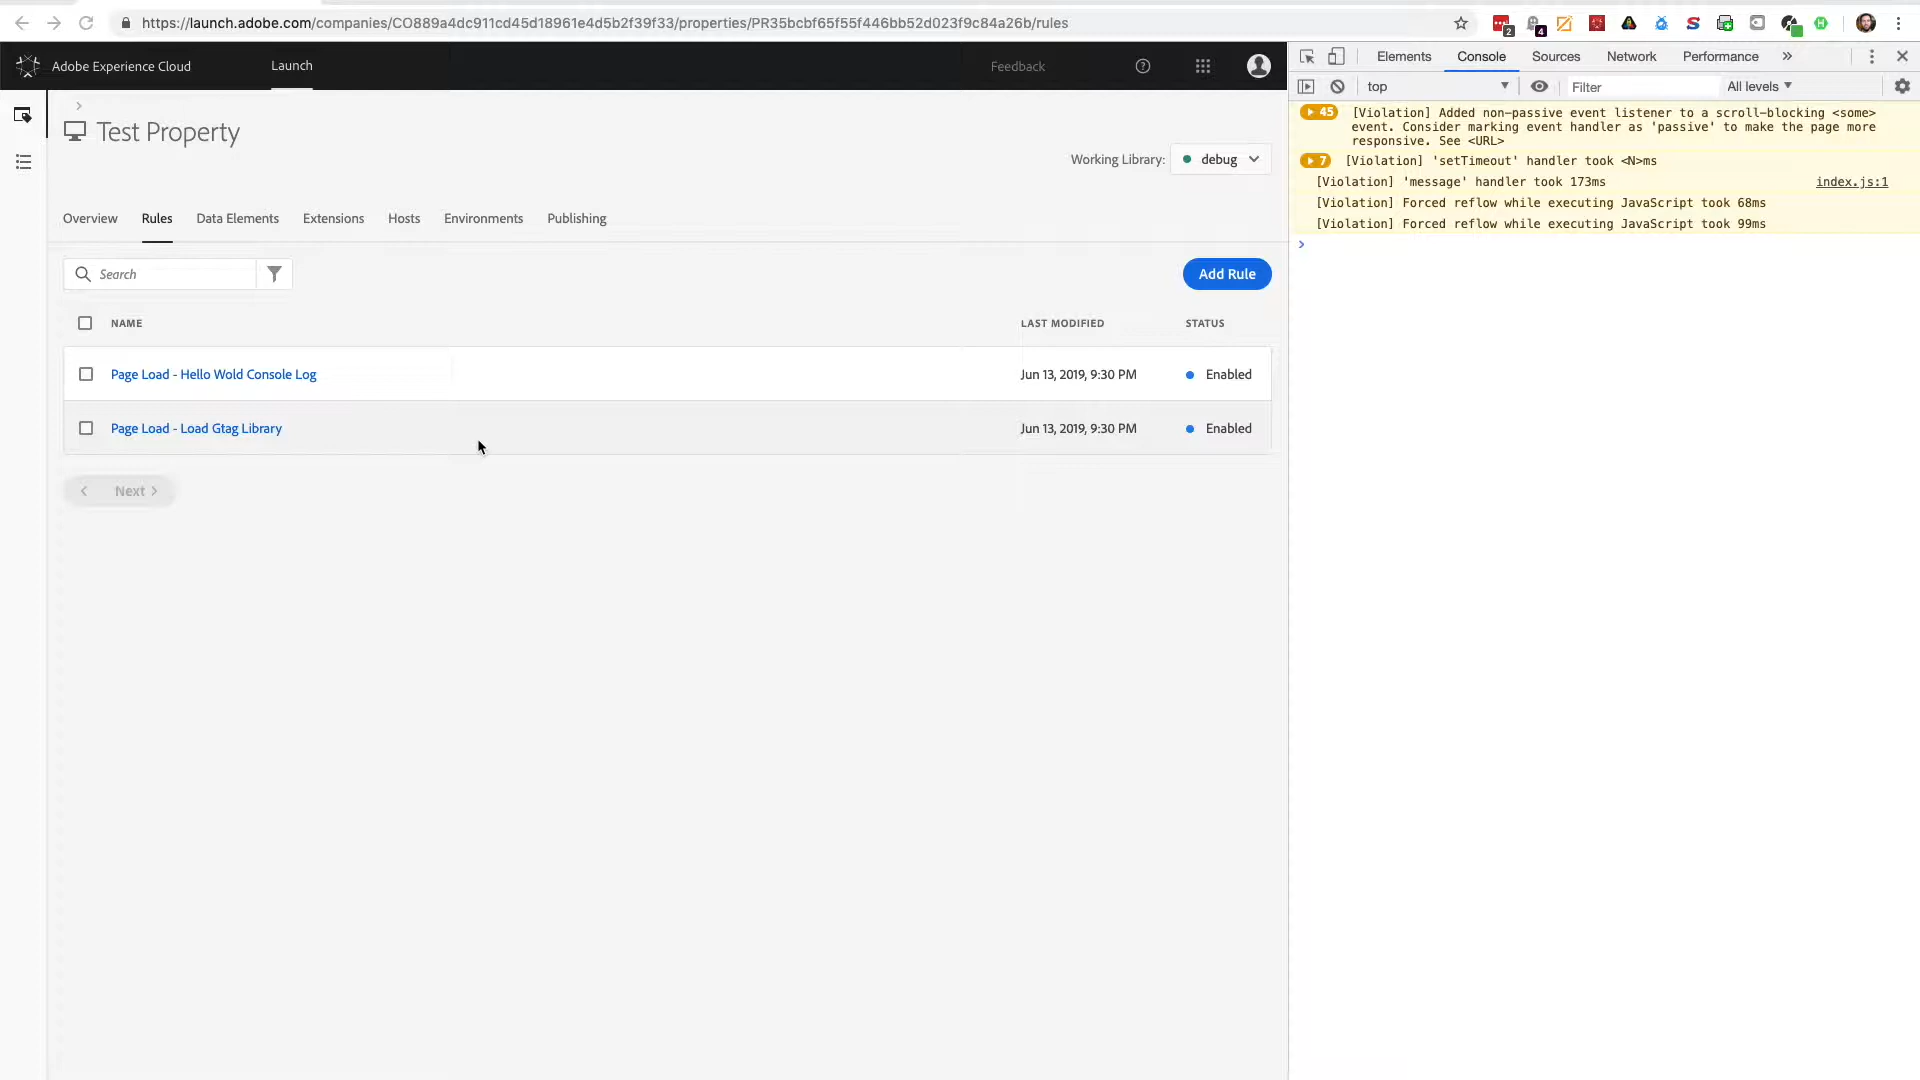 https://launch.adobe.com/companies/CO889a4dc911cd45d18961e4d5b2f39f33/properties/PR35bcbf65f55f446bb52d023f9c84a26b/rules
2
4
Adobe Experience Cloud
Launch
Feedback
Test Property
Working Library:
debug
Overview
Rules
Data Elements
Extensions
Hosts
Environments
Publishing
Search
Add Rule
NAME
LAST MODIFIED
STATUS
Page Load - Hello Wold Console Log
Jun 13, 2019, 9:30 PM
Enabled
Page Load - Load Gtag Library
Jun 13, 2019, 9:30 PM
Enabled
Next
Elements
Console
Sources
Network
Performance
top
Filter
All levels
45
[Violation] Added non-passive event listener to a scroll-blocking <some>
event. Consider marking event handler as 'passive' to make the page more
responsive. See <URL>
7
[Violation] 'setTimeout' handler took <N>ms
[Violation] 'message' handler took 173ms
index.js:1
[Violation] Forced reflow while executing JavaScript took 68ms
[Violation] Forced reflow while executing JavaScript took 99ms